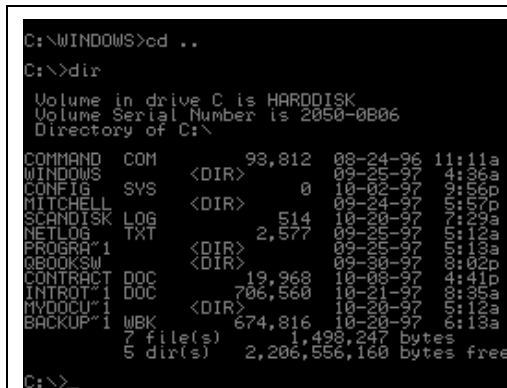 C:\WINDOWS>cd ..
C:\>dir
Volume in drive C is HARDDISK
Volume Serial Number is 2050-0B06
Directory of C:\
COMMAND COM 93,812 08-24-96 11:11a
WINDOWS <DIR> 09-25-97 4:36a
CONFIG SYS 0 10-02-97 9:56p
MITCHELL <DIR> 09-24-97 5:57p
SCANDISK LOG 514 10-20-97 7:29a
NETLOG TXT 2,577 09-25-97 5:12a
PROGRA~1 <DIR> 09-25-97 5:13a
QBOOKSW <DIR> 09-30-97 8:02p
CONTRACT DOC 19,968 10-08-97 4:41p
INTROT~1 DOC 706,560 10-21-97 8:35a
MYDOCU~1 <DIR> 10-20-97 5:12a
BACKUP~1 WBK 674,816 10-20-97 6:13a
7 file(s) 1,498,247 bytes
5 dir(s) 2,206,556,160 bytes free
C:\>_